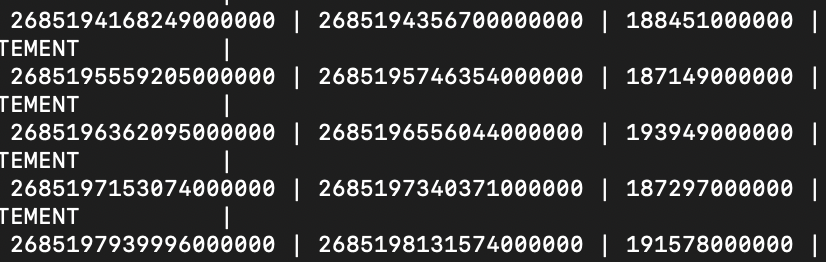 2685194168249000000 | 2685194356700000000 | 188451000000 |
TEMENT |
2685195559205000000 | 2685195746354000000 | 187149000000 |
TEMENT |
2685196362095000000 | 2685196556044000000 | 193949000000 |
TEMENT |
2685197153074000000 | 2685197340371000000 | 187297000000 |
TEMENT |
2685197939996000000 | 2685198131574000000 | 191578000000 |